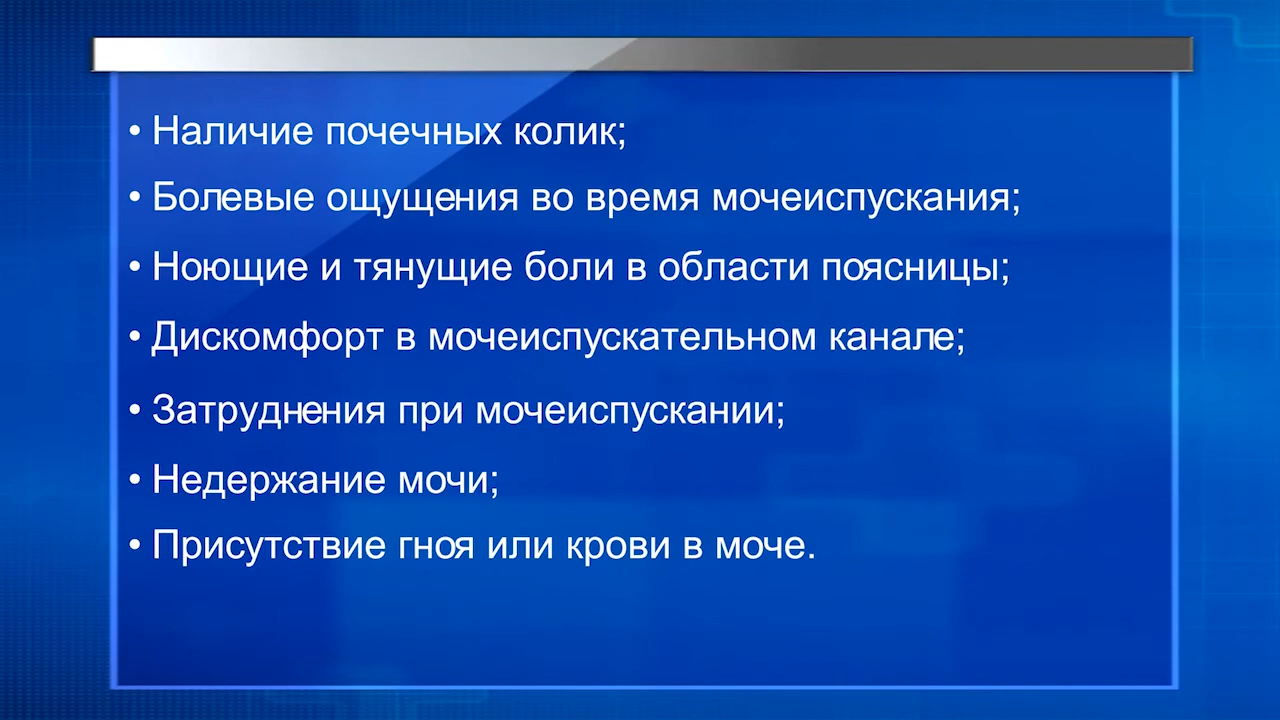 • Наличие почечных колик;
• Болевые ощущения во время мочеиспускания;
• Ноющие и тянущие боли в области поясницы;
• Дискомфорт в мочеиспускательном канале;
• Затруднения при мочеиспускании;
• Недержание мочи;
• Присутствие гноя или крови в моче.